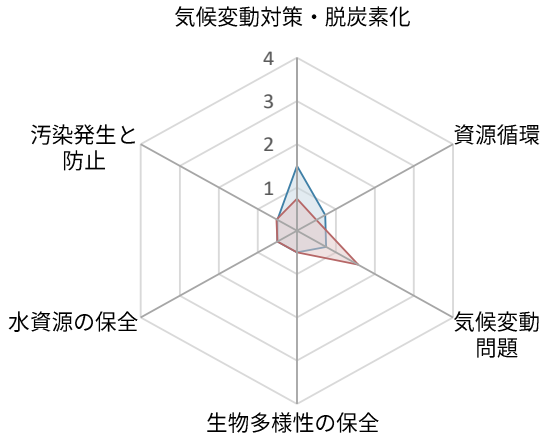 気候変動対策・脱炭素化
4
3
2
1
汚染発生と
防止
資源循環
水資源の保全
気候変動
問題
生物多様性の保全